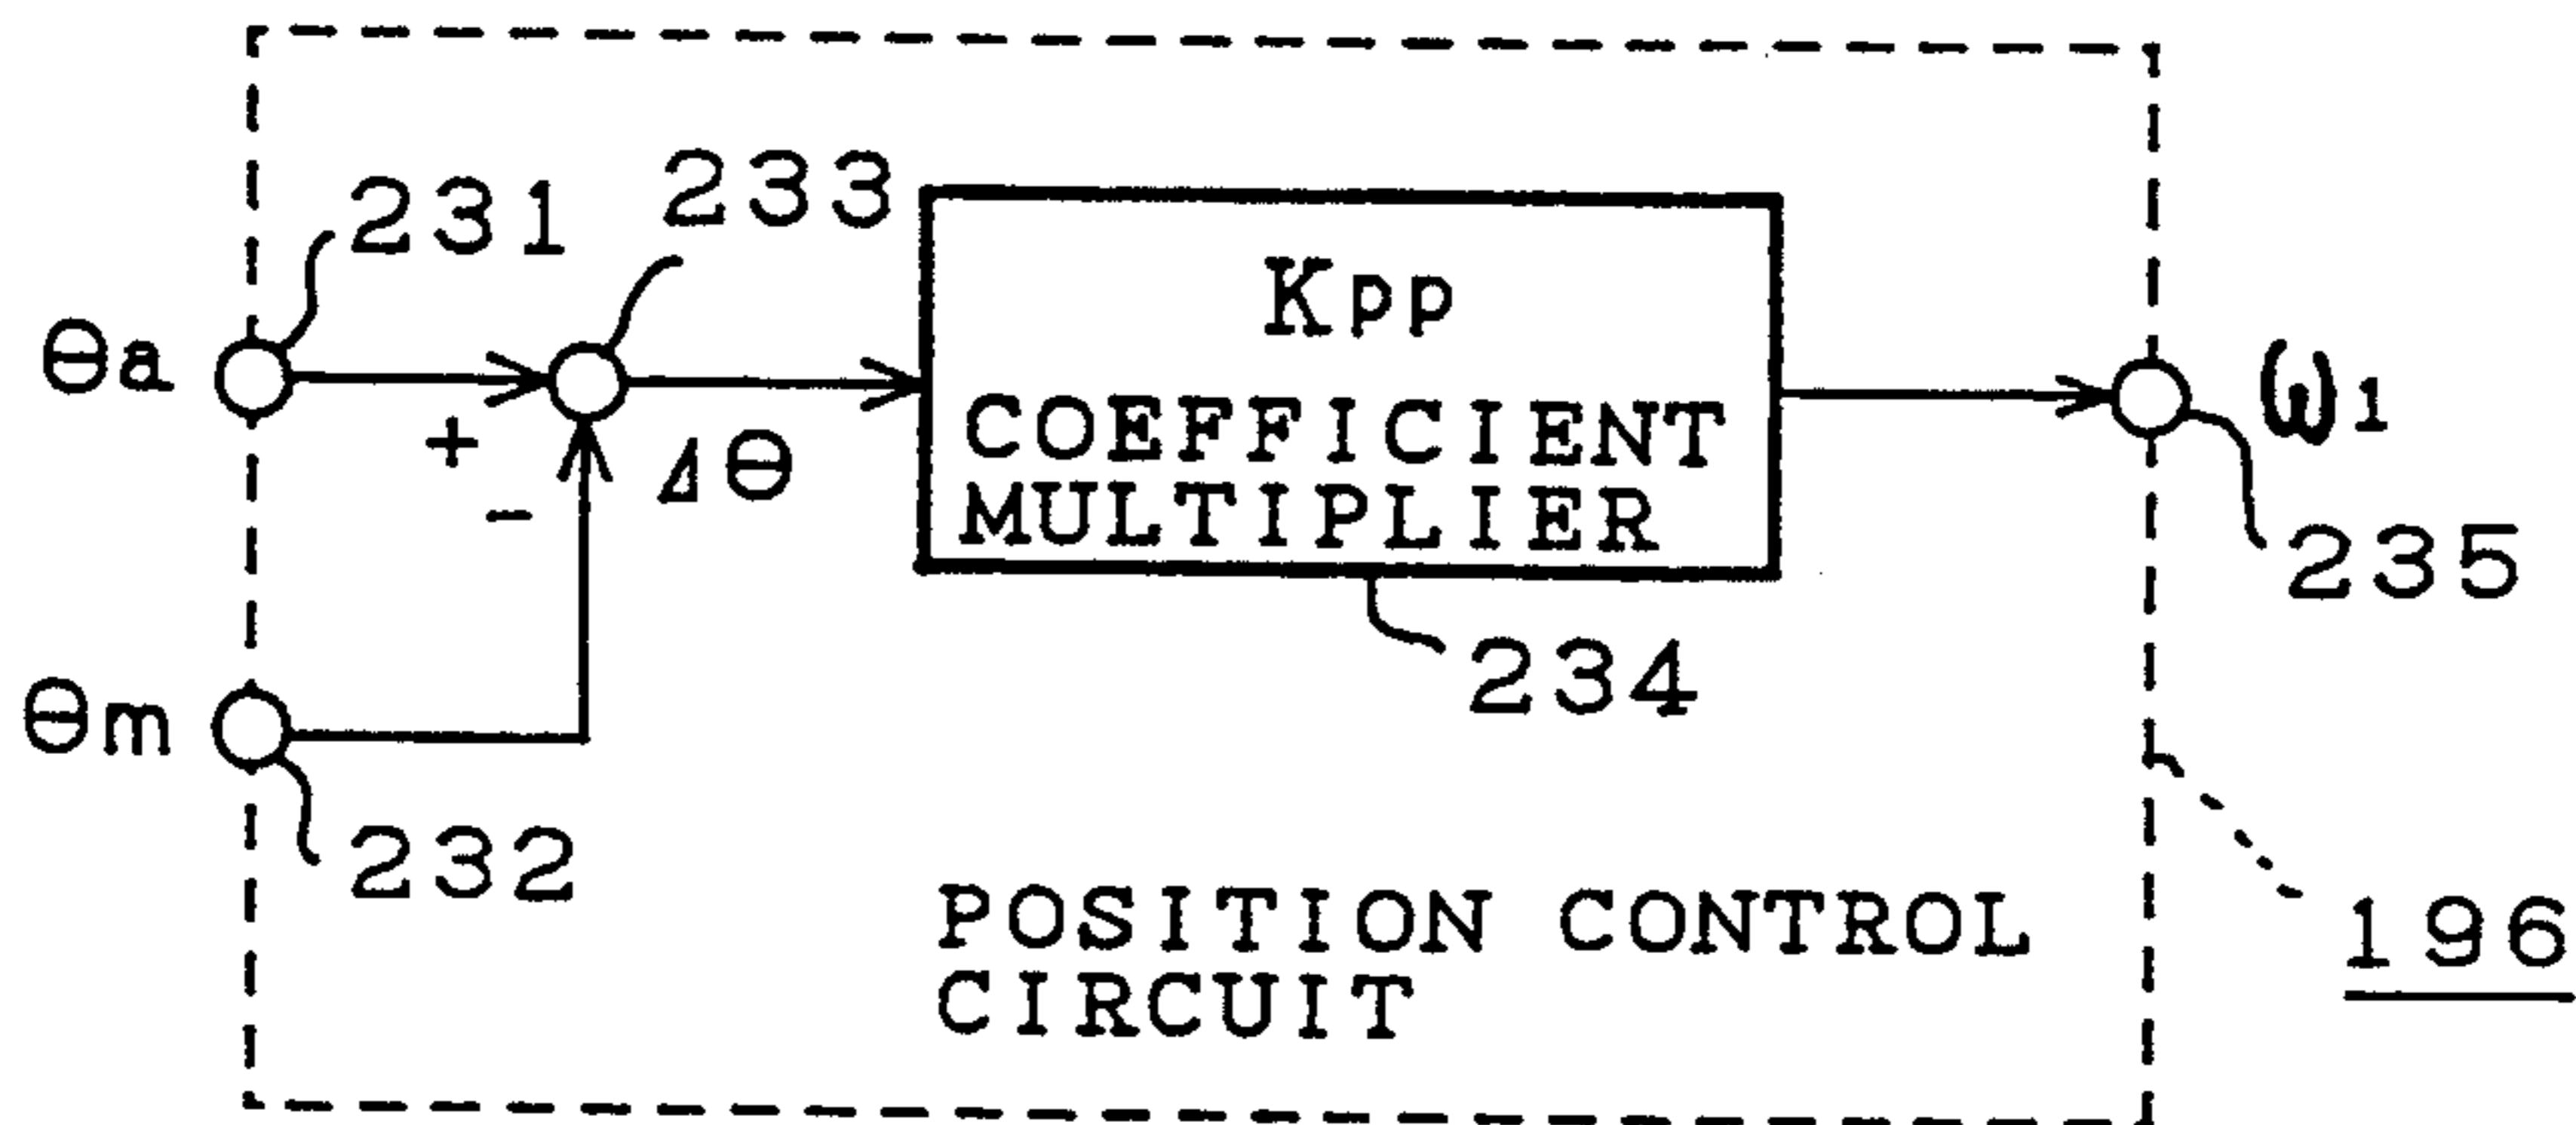 231
233
Kpp
θa
ω1
+
Δθ
COEFFICIENT
-
MULTIPLIER
235
234
θm
232
POSITION CONTROL
CIRCUIT
196